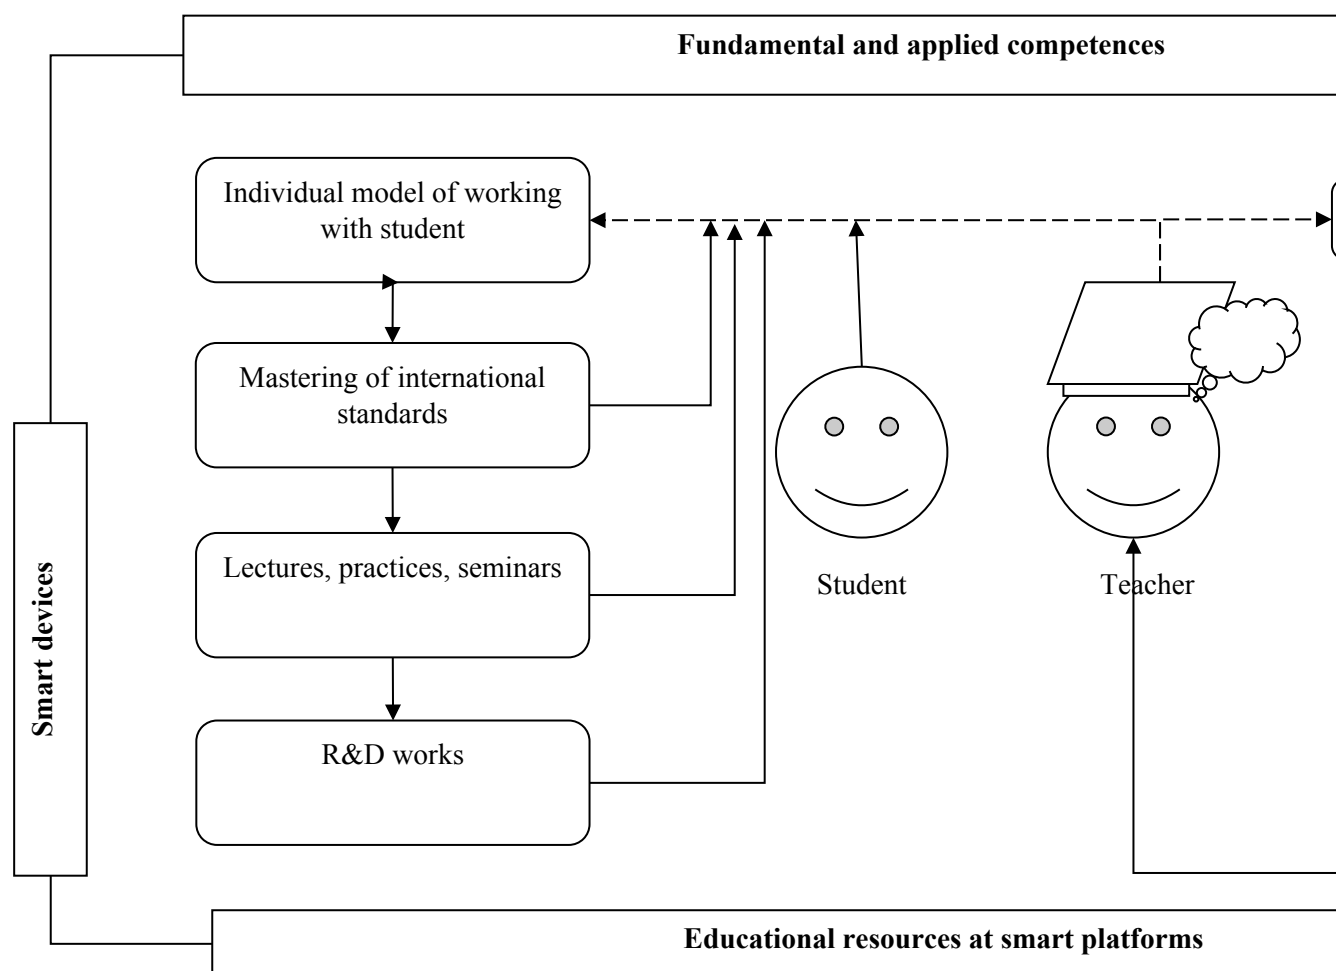 Fundamental and applied competences
Individual model of working
with student
Mastering of international
standards
Lectures, practices, seminars
R&D works
Student
Teacher
Smart devices
Educational resources at smart platforms